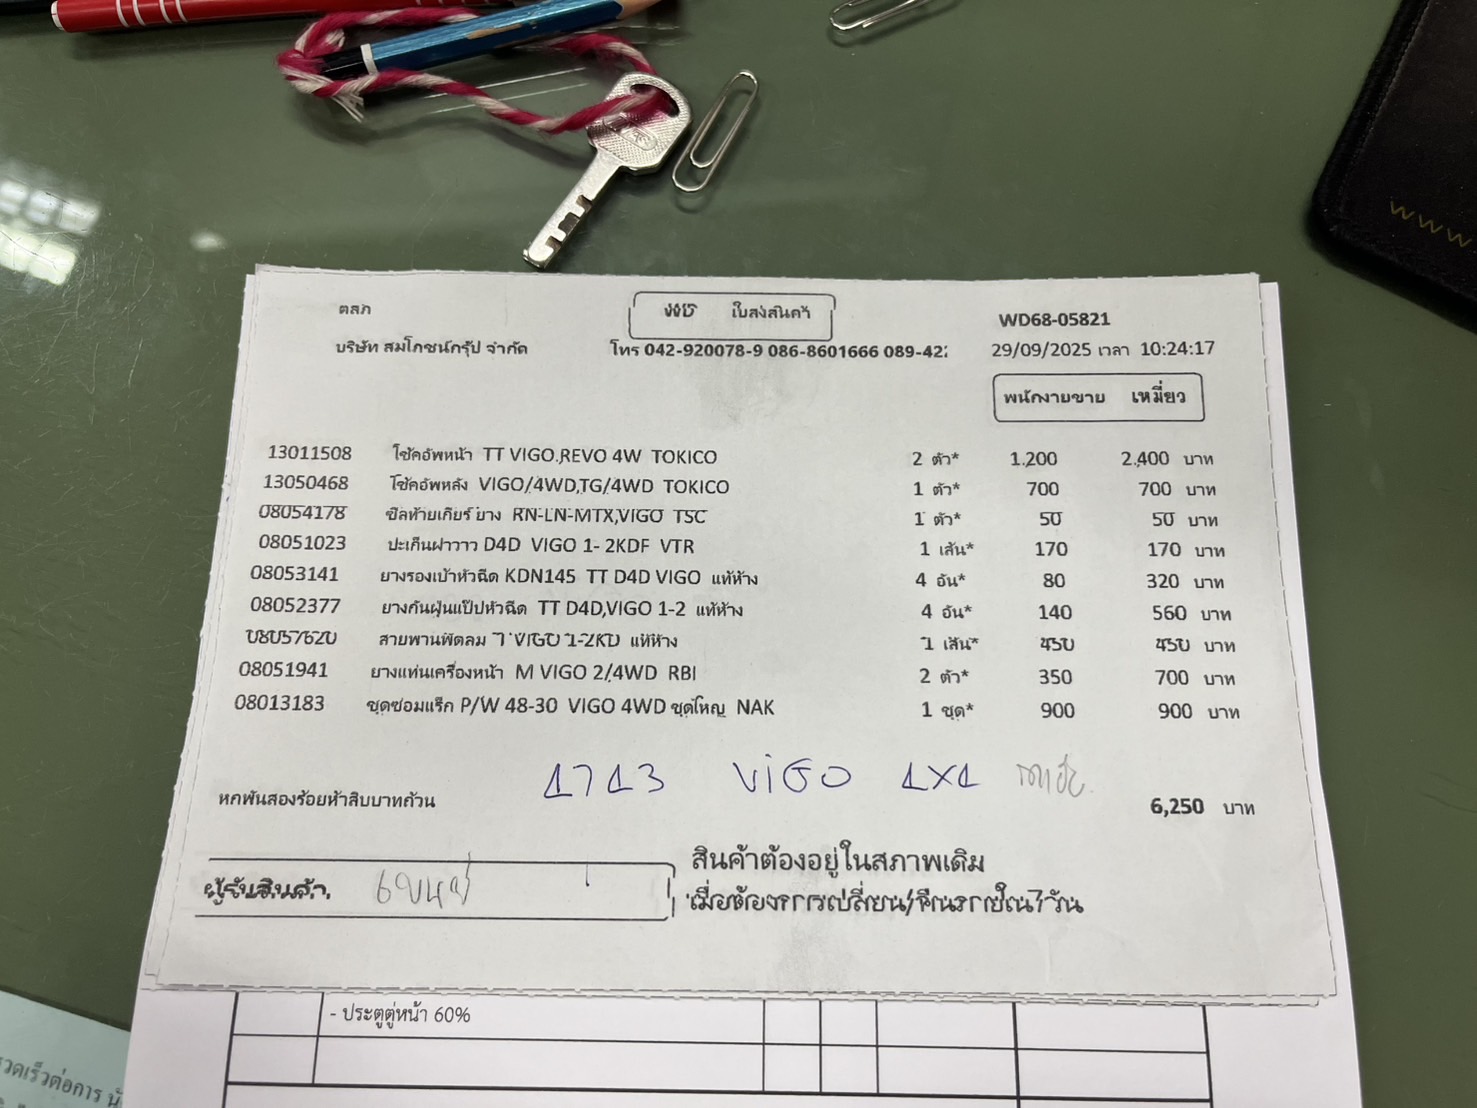 ตลภ
WD ใบส่งสินค้า
WD68-05821
บริษัท สมโภชนักรุ๊ป จำกัด
โทร 042-920078-9 086-8601666 089-422
29/09/2025 เวลา 10:24:17
พนักงายขาย เหมี่ยว
13011508 โช้คอัพหน้า TT VIGO,REVO 4W TOKICO 2 ตัว* 1,200 2,400 บาท
13050468 โช้คอัพหลัง VIGO/4WD,TG/4WD TOKICO 1 ตัว* 700 700 บาท
08054178 ซีลท้ายเกียร์ ยาง RN-LN-MTX,VIGO TSC 1 ตัว* 50 50 บาท
08051023 ปะเก็นฝาวาว D4D VIGO 1- 2KDF VTR 1 เส้น* 170 170 บาท
08053141 ยางรองเบ้าหัวฉีด KDN145 TT D4D VIGO แท้ห้าง 4 อัน* 80 320 บาท
08052377 ยางกันฝุ่นแป๊ปหัวฉีด TT D4D,VIGO 1-2 แท้ห้าง 4 อัน* 140 560 บาท
08057620 สายพานพัดลม T VIGO 1-2KD แท้ห้าง 1 เส้น* 450 450 บาท
08051941 ยางแท่นเครื่องหน้า M VIGO 2/4WD RBI 2 ตัว* 350 700 บาท
08013183 ชุดซ่อมแร็ก P/W 48-30 VIGO 4WD ชุดใหญ่ NAK 1 ชุด* 900 900 บาท
4743 ViGO 4x4
หกพันสองร้อยห้าสิบบาทถ้วน 6,250 บาท
สินค้าต้องอยู่ในสภาพเดิม
ผู้รับสินค้า
เมื่อต้องการเปลี่ยน/คืนภายใน7วัน
- ประตูตู่หน้า 60%